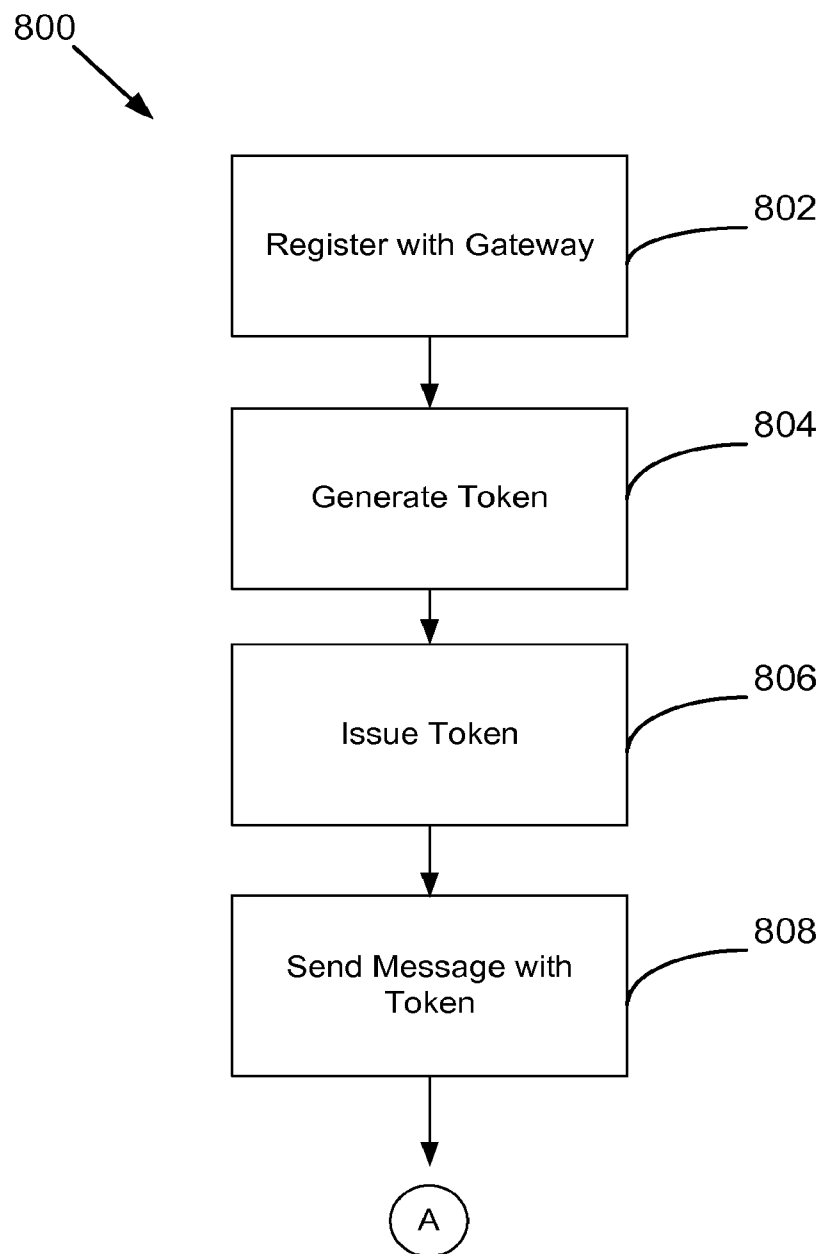 800
Register with Gateway
802
Generate Token
804
Issue Token
806
Send Message with
Token
808
A